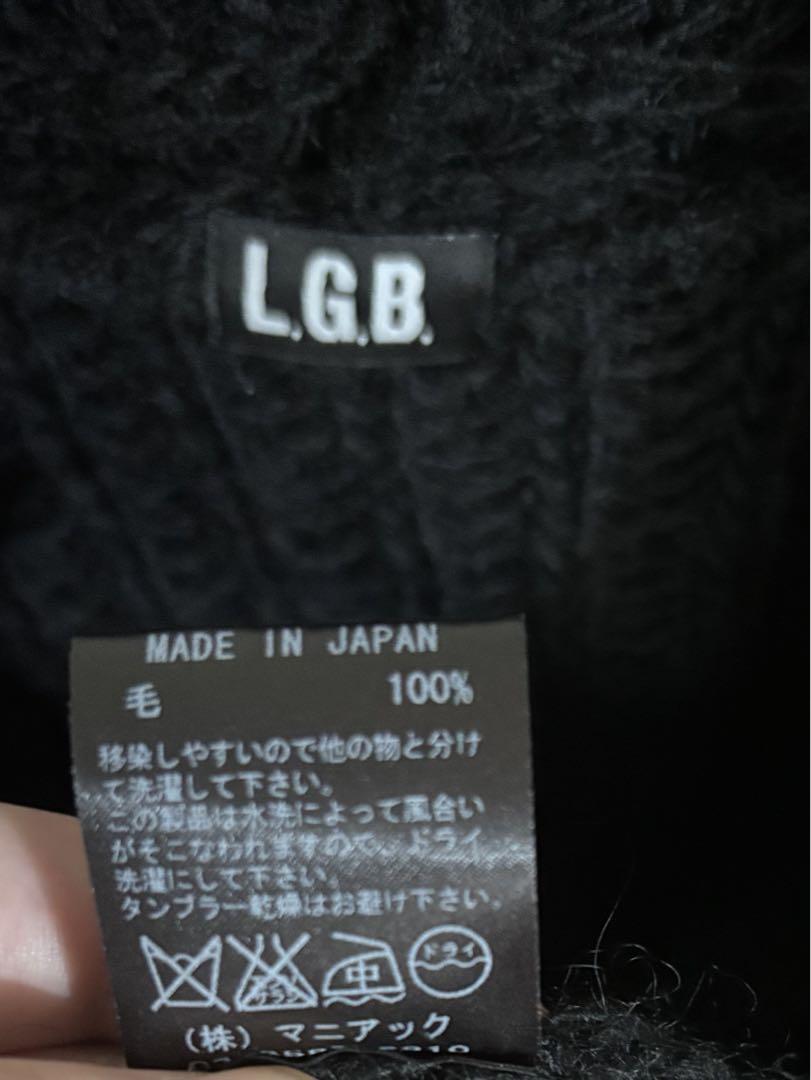 L.G.B.
MADE IN JAPAN
毛 100%
移染しやすいので他の物と分け
て洗濯して下さい。
この製品は水洗によって風合い
がそこなわれますので、ドライ
洗濯にして下さい。
タンブラー乾燥はお避け下さい。
中 ドライ
(株) マニアック